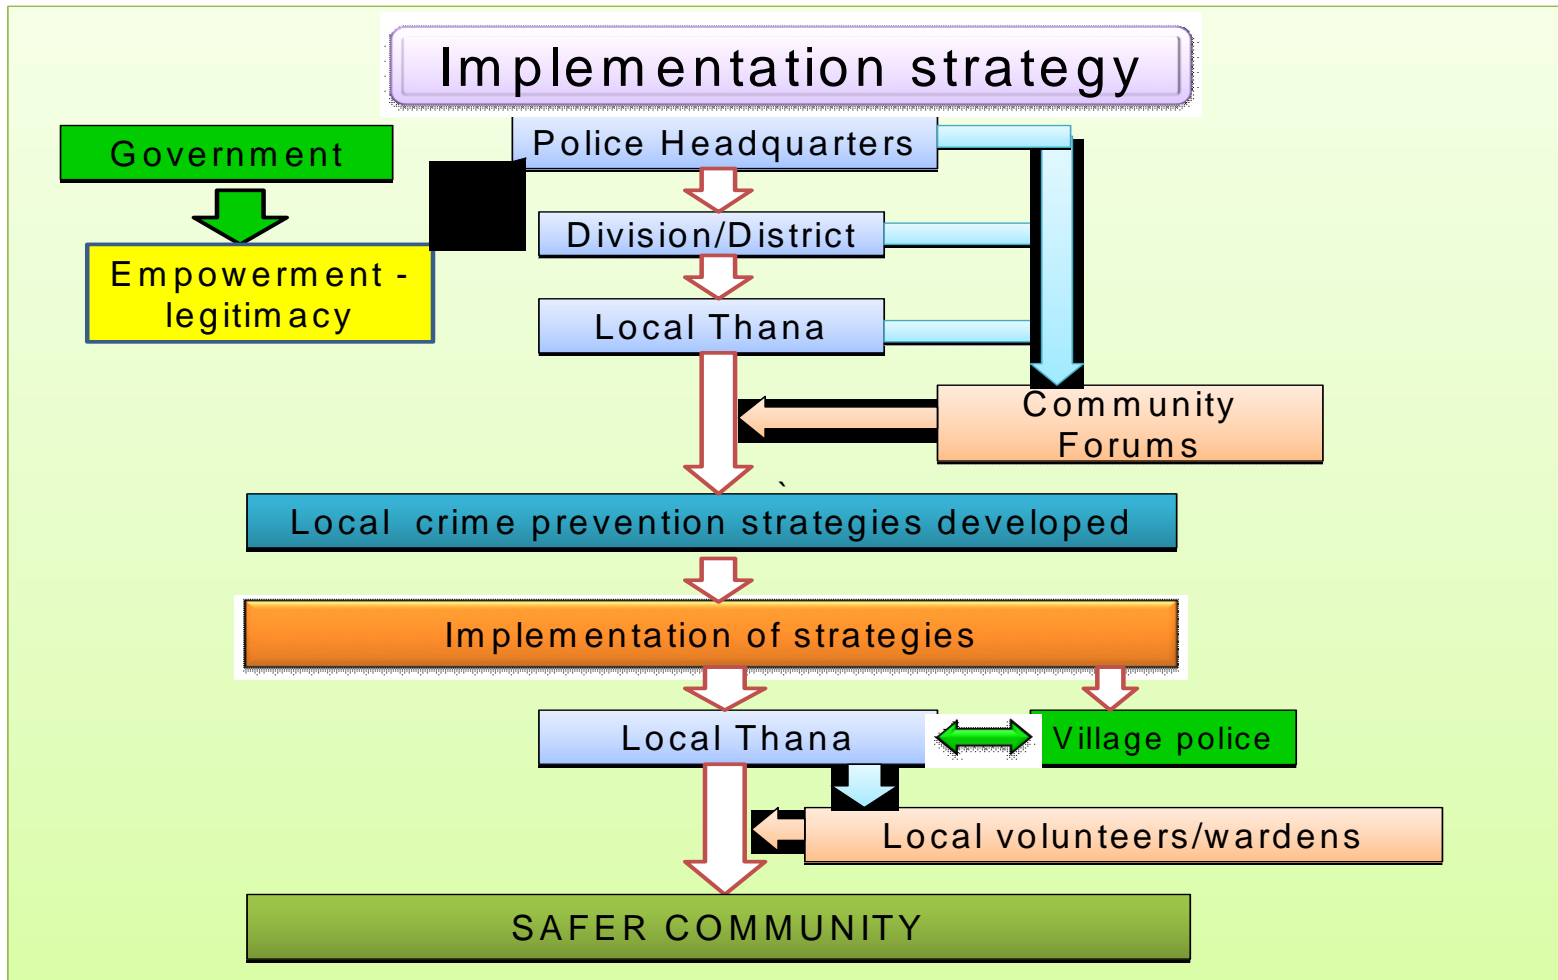 Implementation strategy
Government
Police Headquarters
Division/District
Empowerment -
legitimacy
Local Thana
Community
Forums
`
Local crime prevention strategies developed
Implementation of strategies
Local Thana
Village police
Local volunteers/wardens
SAFER COMMUNITY